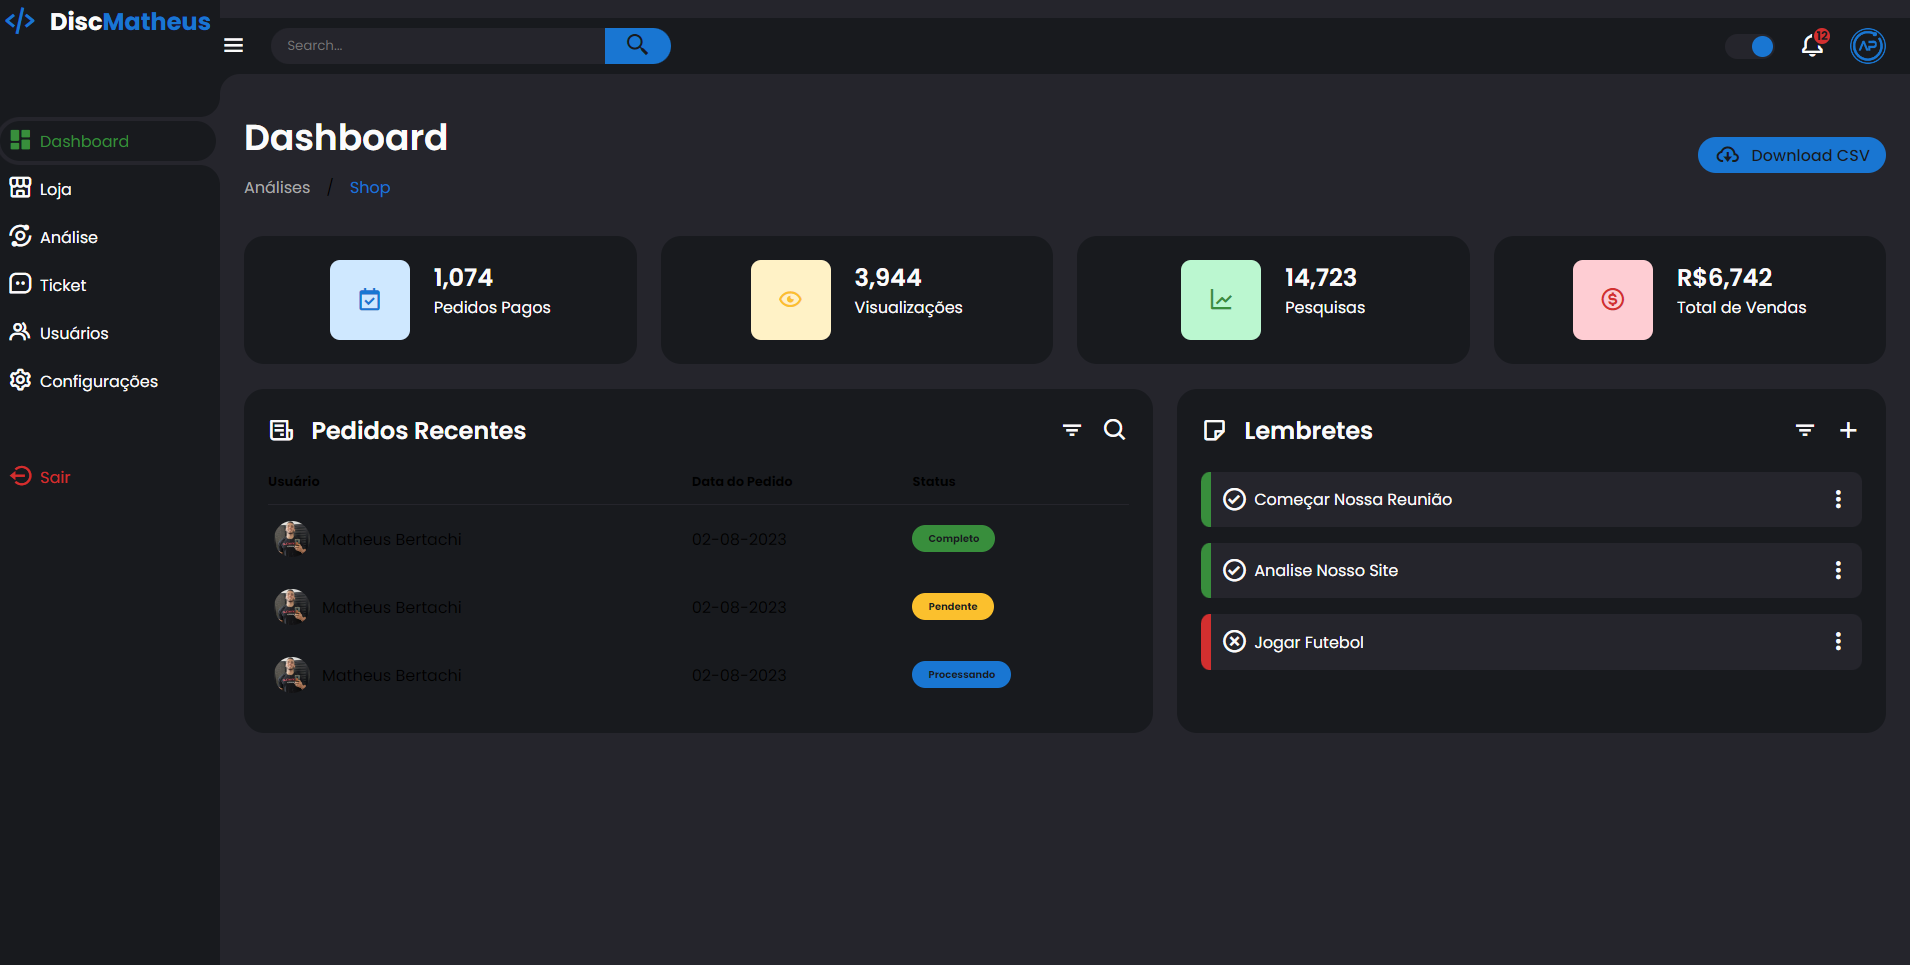 DiscMatheus
Search...
12
AP
Dashboard
Loja
Análise
Ticket
Usuários
Configurações
Sair
Dashboard
Análises / Shop
Download CSV
1,074
Pedidos Pagos
3,944
Visualizações
14,723
Pesquisas
R$6,742
Total de Vendas
Pedidos Recentes
Usuário Data do Pedido Status
Matheus Bertachi 02-08-2023 Completo
Matheus Bertachi 02-08-2023 Pendente
Matheus Bertachi 02-08-2023 Processando
Lembretes
Começar Nossa Reunião
Analise Nosso Site
Jogar Futebol